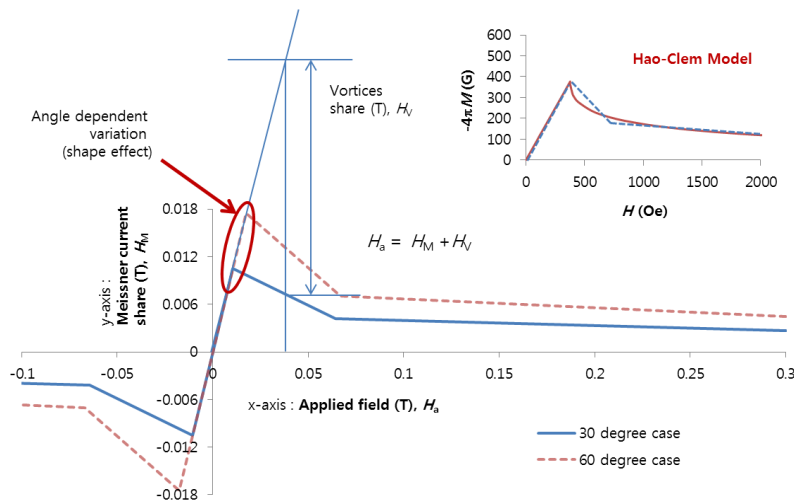 Angle dependent
variation
(shape effect)
Vortices
share (T), HV
Hao-Clem Model
-4πM (G)
600
500
400
300
200
100
0
0
500
1000
1500
2000
H (Oe)
Ha = HM + HV
y-axis :
Meissner current
share (T), HM
0.018
0.012
0.006
0
-0.006
-0.012
-0.018
-0.1
-0.05
0
0.05
0.1
0.15
0.2
0.25
0.3
x-axis : Applied field (T), Ha
30 degree case
60 degree case